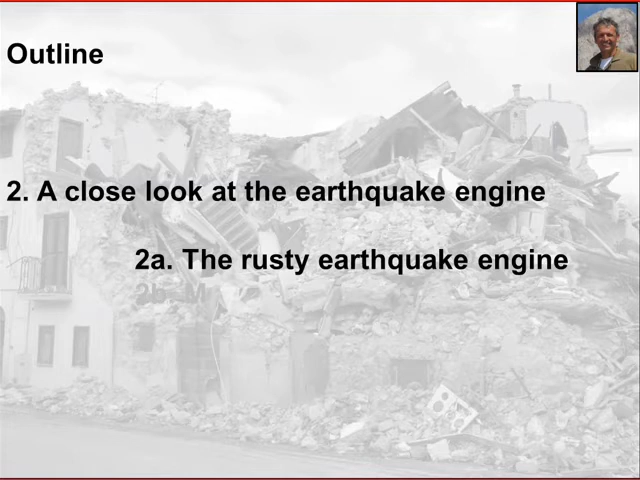 Outline
2. A close look at the earthquake engine
2a. The rusty earthquake engine